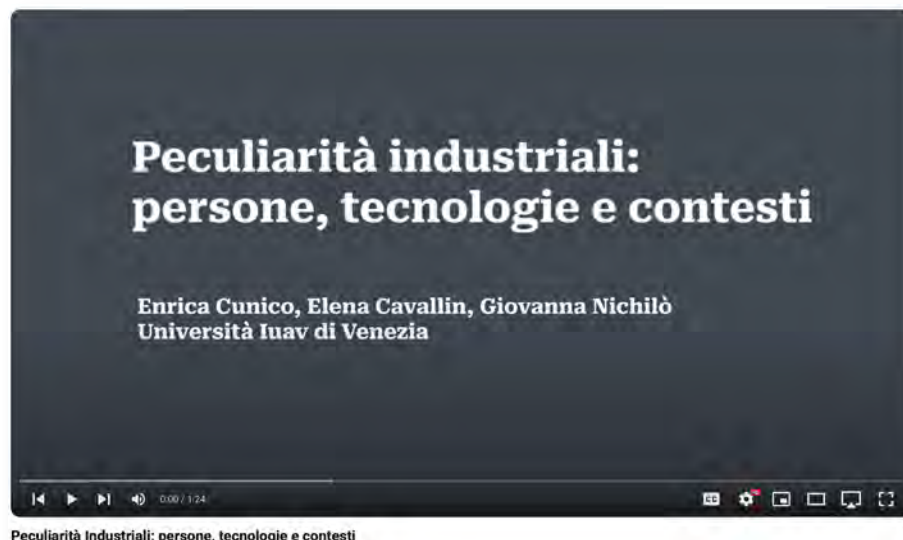 Peculiarità industriali:
persone, tecnologie e contesti
Enrica Cunico, Elena Cavallin, Giovanna Nichilò
Università Iuav di Venezia
0:00 / 1:24
CC
Peculiarità Industriali: persone, tecnologie e contesti